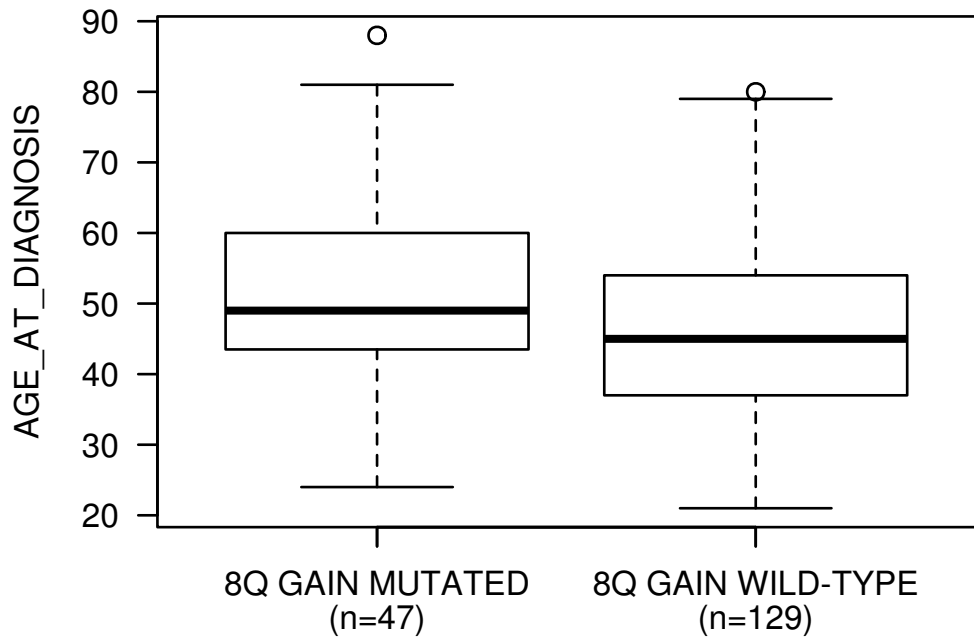 AGE_AT_DIAGNOSIS
90
80
70
60
50
40
30
20
8Q GAIN MUTATED
(n=47)
8Q GAIN WILD-TYPE
(n=129)